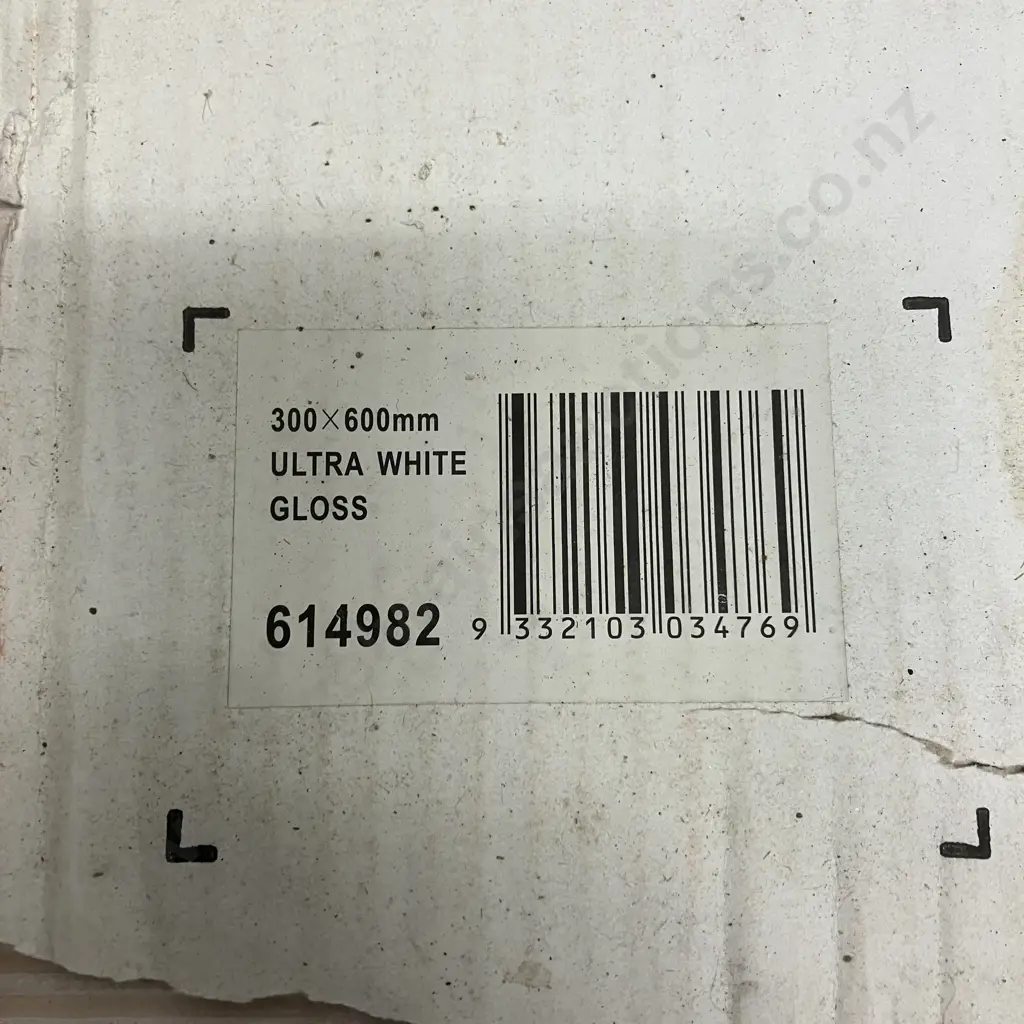 300×600mm
ULTRA WHITE
GLOSS
614982
9 332103 034769